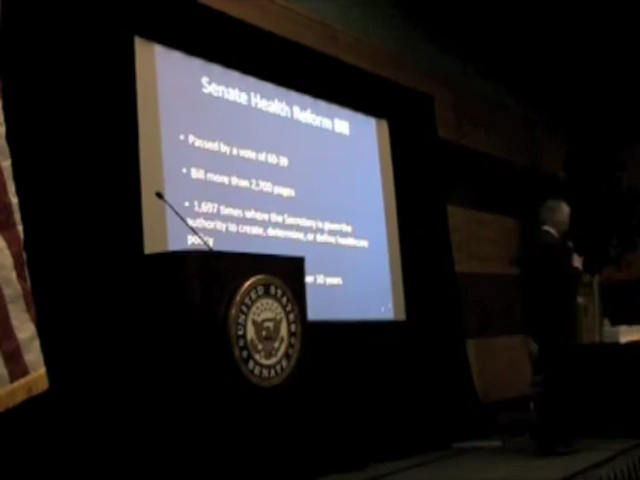 Senate Health Reform Bill
• Passed by a vote of 60-39
• Bill more than 2,700 pages
• 1,697 times where the Secretary is given the
authority to create, determine, or define healthcare
policy
10 years
UNITED STATES
SENATE